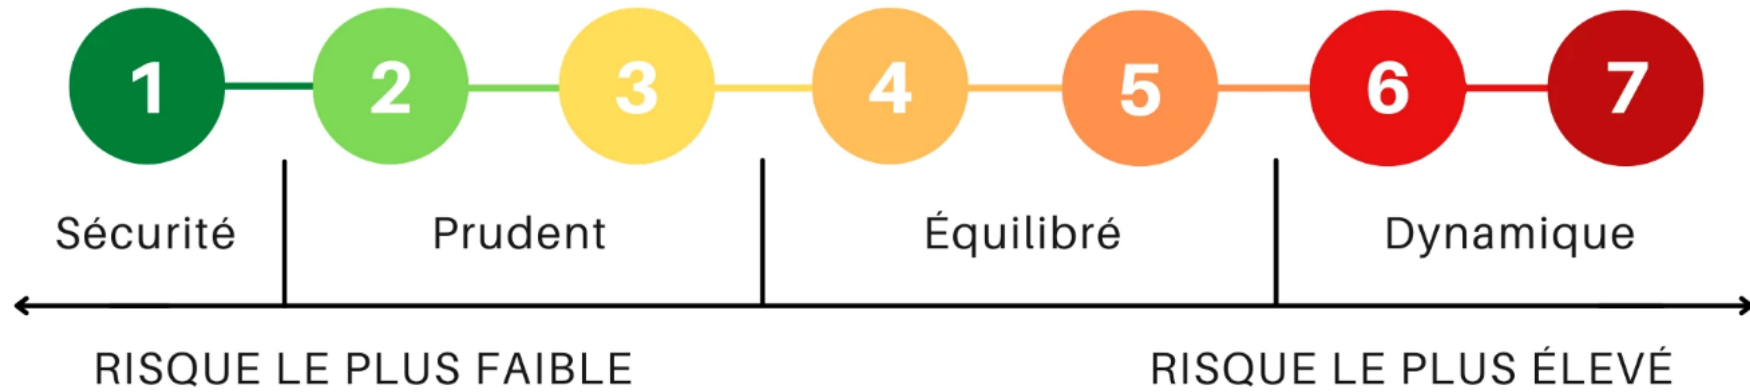 1 2 3 4 5 6 7
Sécurité Prudent Équilibré Dynamique
RISQUE LE PLUS FAIBLE RISQUE LE PLUS ÉLEVÉ